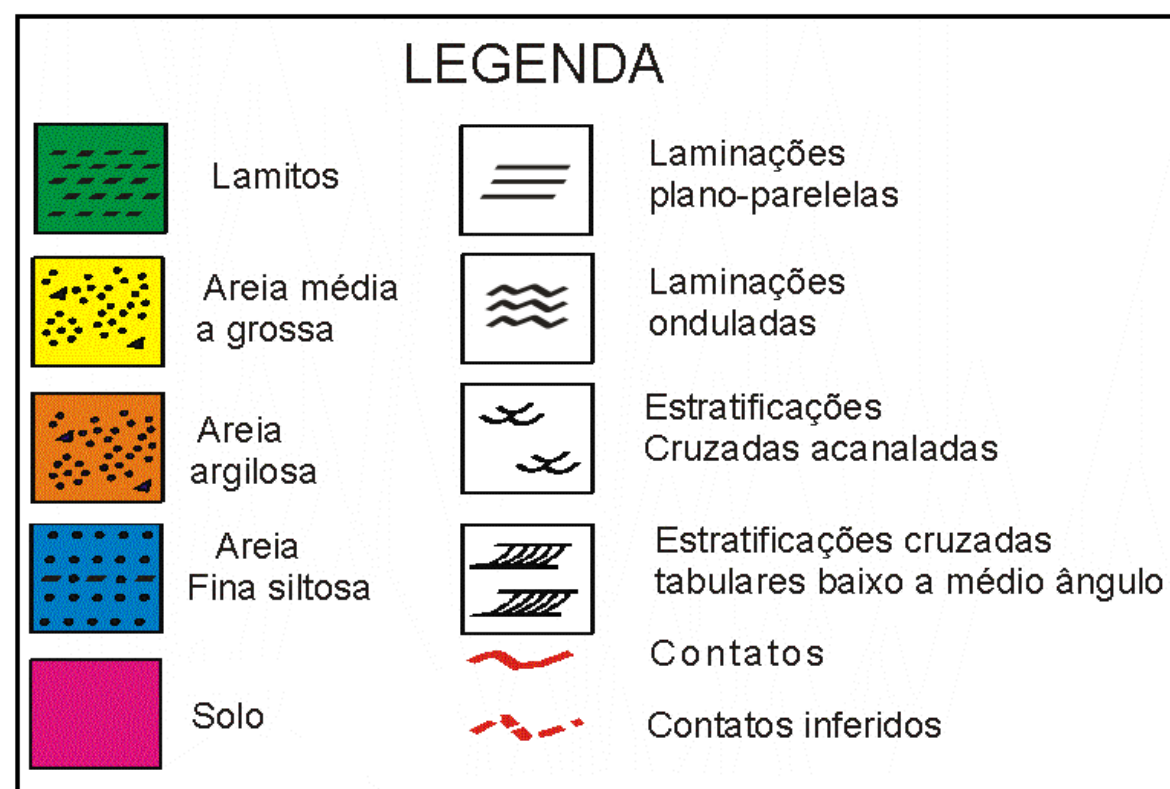 LEGENDA
Lamitos
Areia média
a grossa
Areia
argilosa
Areia
Fina siltosa
Solo
Laminações
plano-parelelas
Laminações
onduladas
Estratificações
Cruzadas acanaladas
Estratificações cruzadas
tabulares baixo a médio ângulo
Contatos
Contatos inferidos